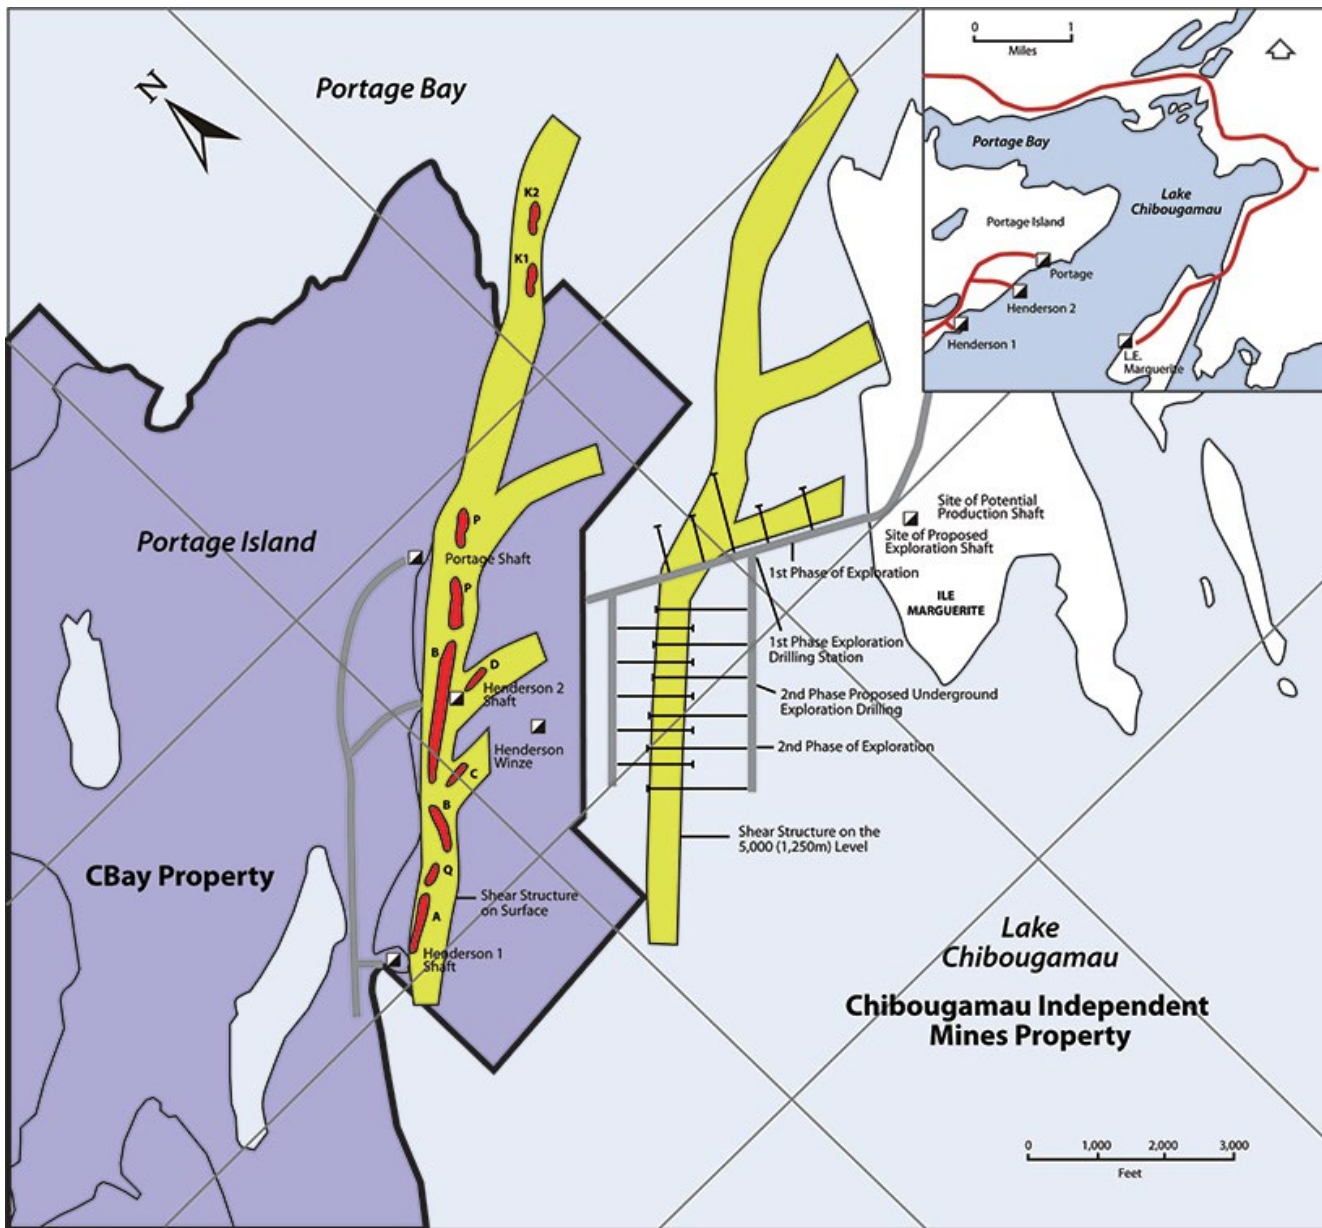 Portage Bay
N
0 1
Miles
Portage Bay
Lake
Chibougamau
Portage Island
Portage
Henderson 2
Henderson 1
L.E.
Marguerite
K2
K1
Portage Island
P
Portage Shaft
P
B
D
Henderson 2
Shaft
Henderson
Winze
C
B
Q
A
CBay Property
Shear Structure
on Surface
Henderson 1
Shaft
Site of Potential
Production Shaft
Site of Proposed
Exploration Shaft
1st Phase of Exploration
ILE
MARGUERITE
1st Phase Exploration
Drilling Station
2nd Phase Proposed Underground
Exploration Drilling
2nd Phase of Exploration
Shear Structure on the
5,000 (1,250m) Level
Lake
Chibougamau
Chibougamau Independent
Mines Property
0 1,000 2,000 3,000
Feet